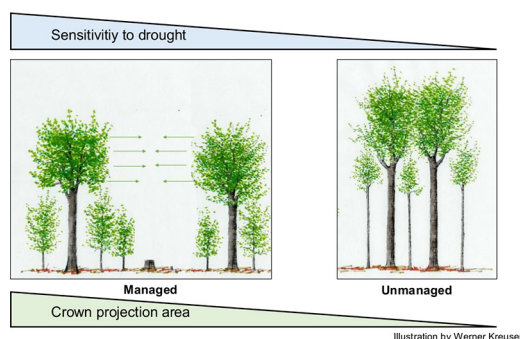 Sensitivitiy to drought
Managed
Unmanaged
Crown projection area
Illustration by Werner Kreuse